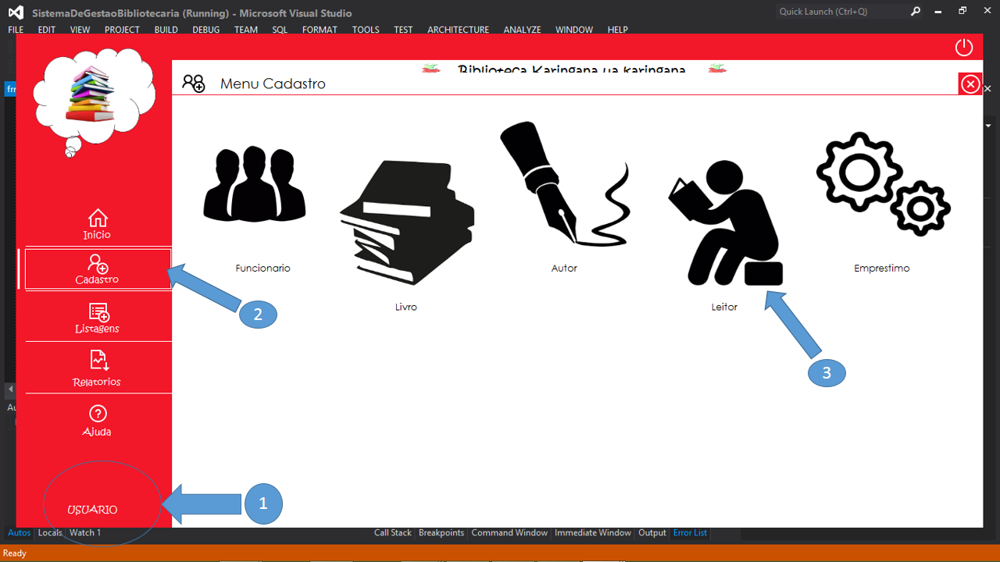 SistemaDeGestaoBibliotecaria (Running) - Microsoft Visual Studio
Quick Launch (Ctrl+Q)
FILE EDIT VIEW PROJECT BUILD DEBUG TEAM SQL FORMAT TOOLS TEST ARCHITECTURE ANALYZE WINDOW HELP
Biblioteca Karingana ua karingana
Menu Cadastro
Inicio
Cadastro
Listagens
Relatorios
Ajuda
USUARIO
Funcionario
Livro
Autor
Leitor
Emprestimo
2
3
1
Autos Locals Watch 1
Call Stack Breakpoints Command Window Immediate Window Output Error List
Ready